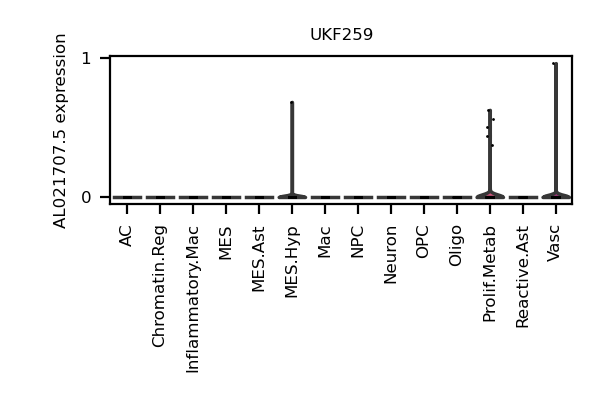 UKF259
AL021707.5 expression
1
0
AC
Chromatin.Reg
Inflammatory.Mac
MES
MES.Ast
MES.Hyp
Mac
NPC
Neuron
OPC
Oligo
Prolif.Metab
Reactive.Ast
Vasc